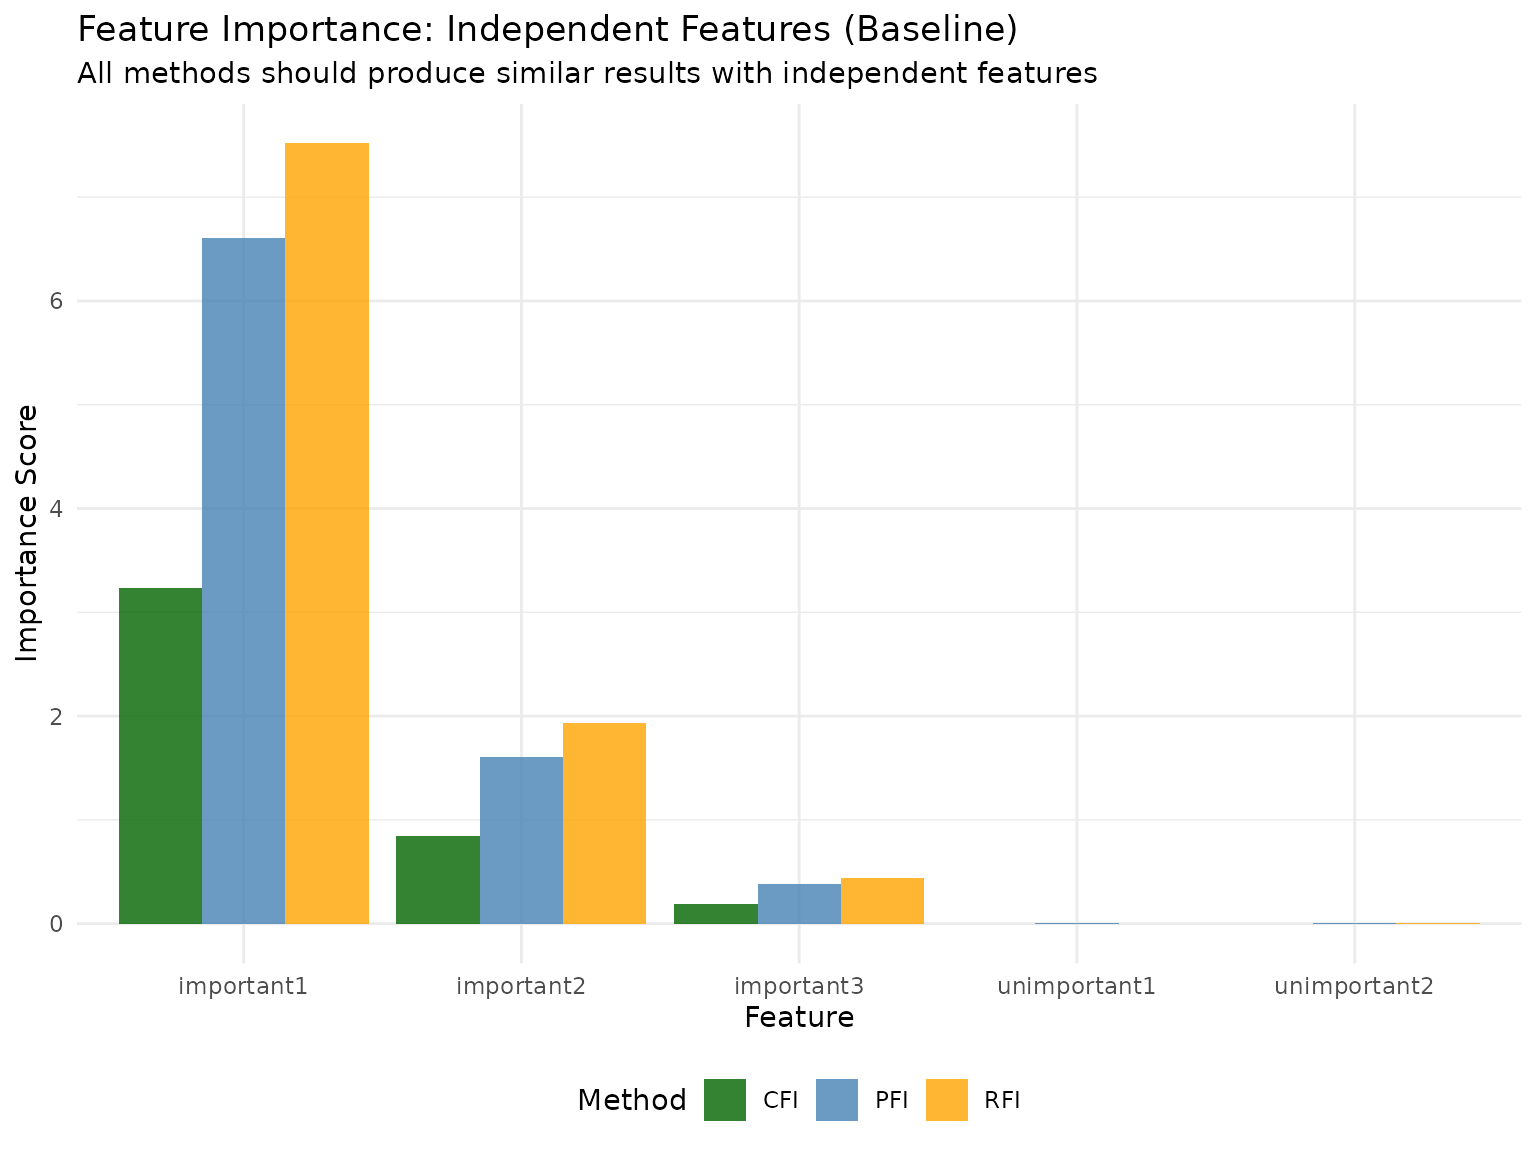 Feature Importance: Independent Features (Baseline)
All methods should produce similar results with independent features
Importance Score
6
4
2
0
important1 important2 important3 unimportant1 unimportant2
Feature
Method CFI PFI RFI